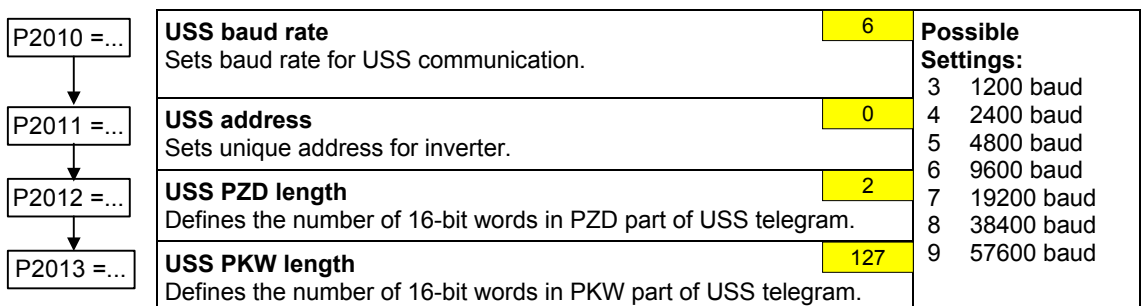 P2010 =...
USS baud rate
6
Sets baud rate for USS communication.
P2011 =...
USS address
0
Sets unique address for inverter.
P2012 =...
USS PZD length
2
Defines the number of 16-bit words in PZD part of USS telegram.
P2013 =...
USS PKW length
127
Defines the number of 16-bit words in PKW part of USS telegram.
Possible
Settings:
3 1200 baud
4 2400 baud
5 4800 baud
6 9600 baud
7 19200 baud
8 38400 baud
9 57600 baud